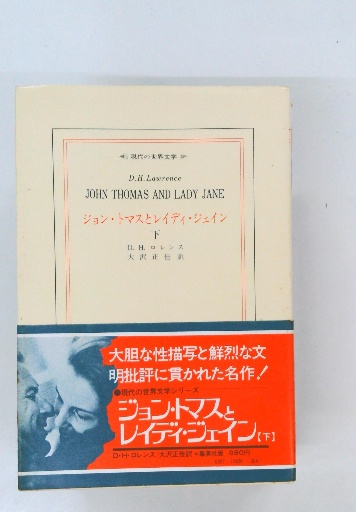 現代の世界文学
D.H.Lawrence
JOHN THOMAS AND LADY JANE
ジョン・トマスとレイディ・ジェイン
下
D. H. ロレンス
大沢正佳訳
大胆な性描写と鮮烈な文
明批評に貫かれた名作!
●現代の世界文学シリーズ
ジョン・トマスと
レイディ・ジェイン【下】
D・H・ロレンス/大沢正佳訳・集英社版 980円